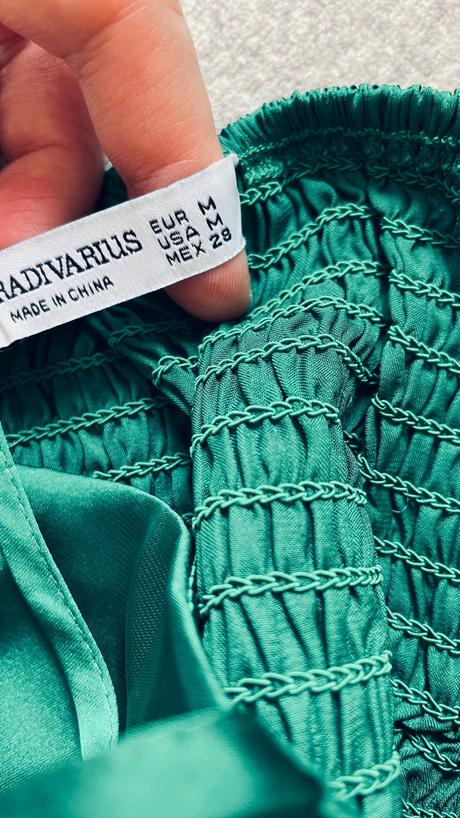 RADIVARIUS
MADE IN CHINA
EUR M
USA M
MEX 28